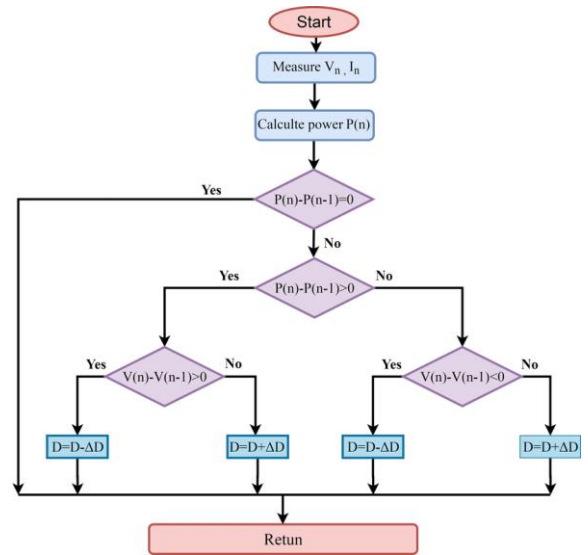 Start
Measure Vn , In
Calculte power P(n)
Yes
P(n)-P(n-1)=0
No
Yes
P(n)-P(n-1)>0
No
Yes
V(n)-V(n-1)>0
No
Yes
V(n)-V(n-1)<0
No
D=D-ΔD
D=D+ΔD
D=D-ΔD
D=D+ΔD
Retun